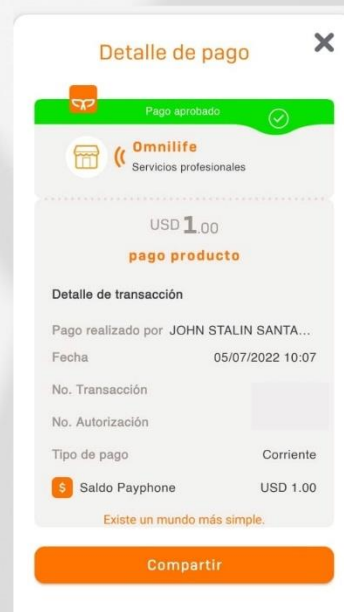 Detalle de pago
Pago aprobado
Omnilife
Servicios profesionales
USD 1.00
pago producto
Detalle de transacción
Pago realizado por JOHN STALIN SANTA...
Fecha 05/07/2022 10:07
No. Transacción
No. Autorización
Tipo de pago Corriente
$ Saldo Payphone USD 1.00
Existe un mundo más simple.
Compartir